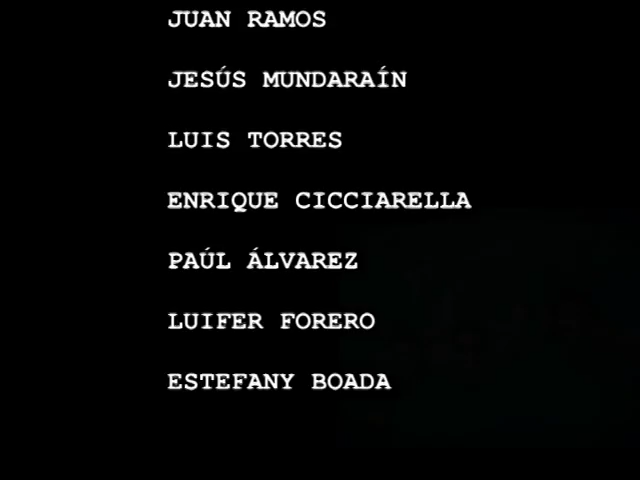 JUAN RAMOS
JESÚS MUNDARAÍN
LUIS TORRES
ENRIQUE CICCIARELLA
PAÚL ÁLVAREZ
LUIFER FORERO
ESTEFANY BOADA